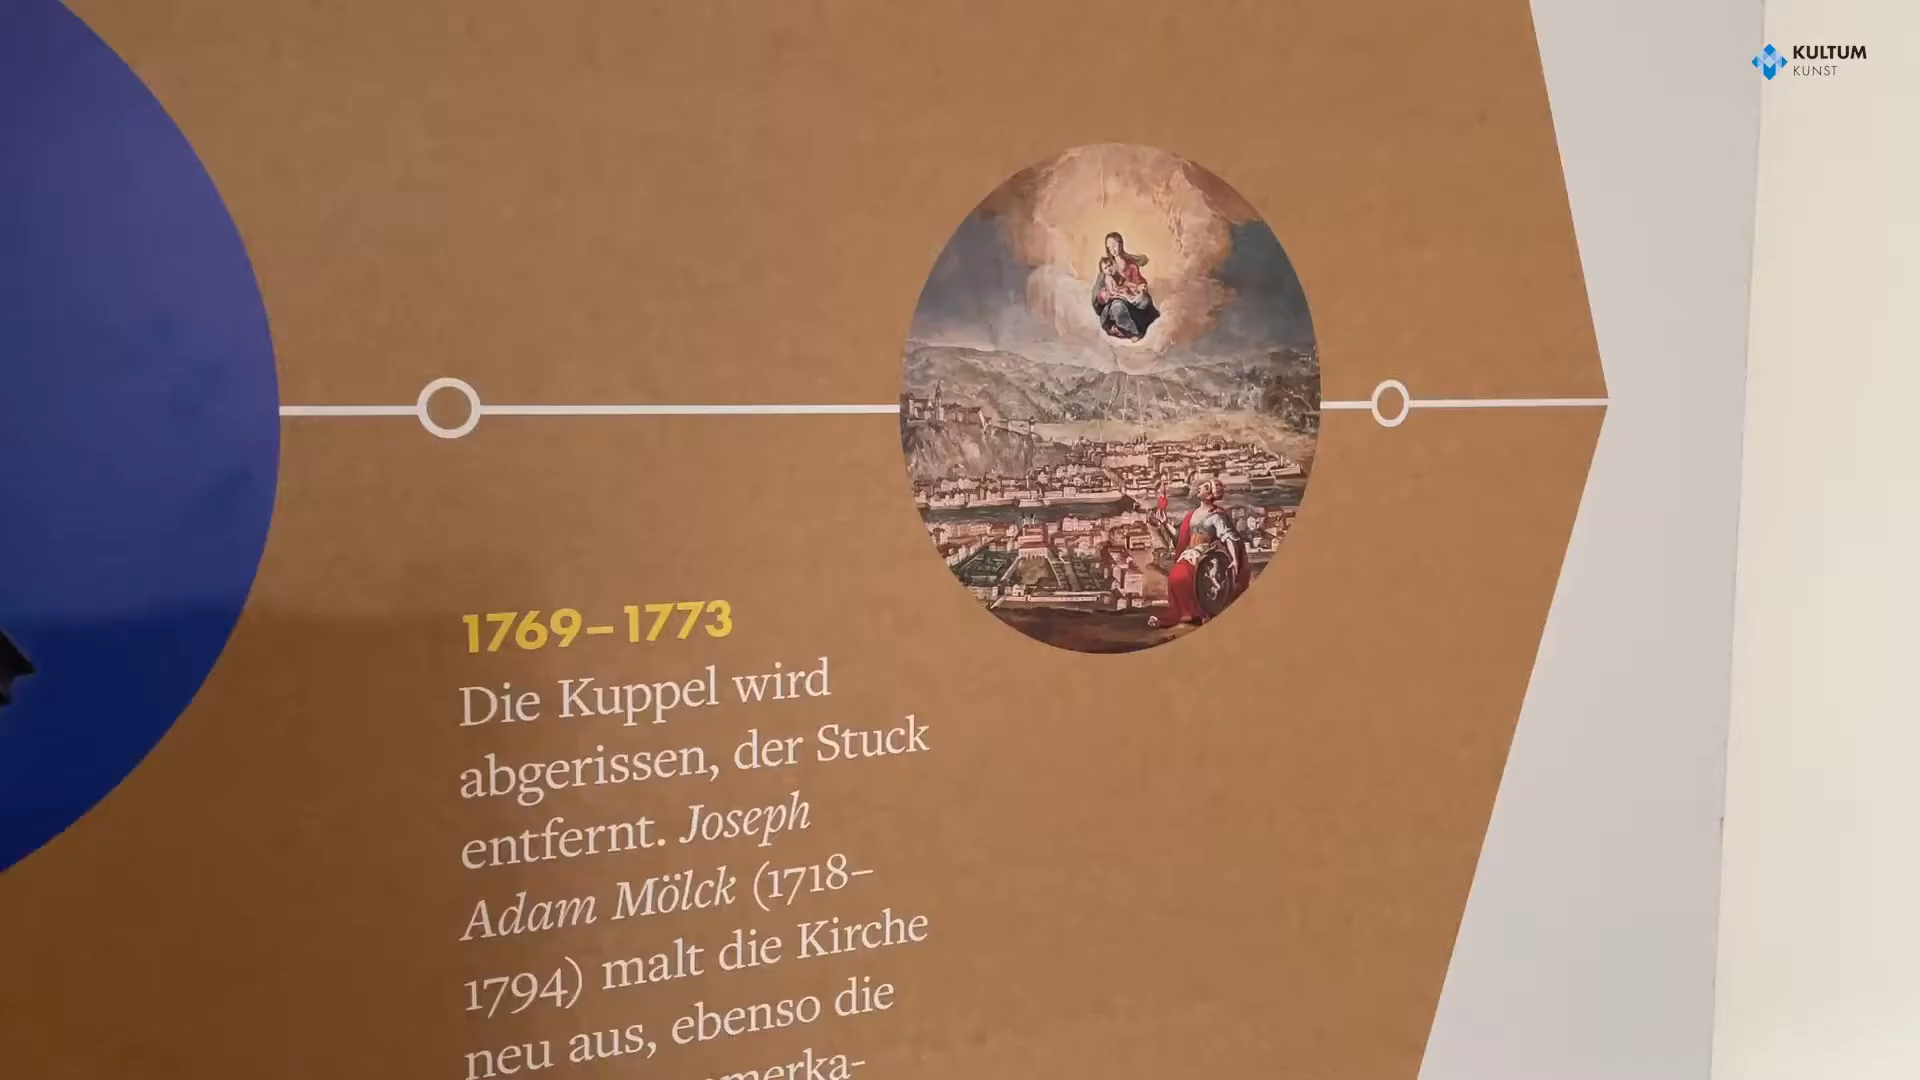 KULTUM
KUNST
1769–1773
Die Kuppel wird
abgerissen, der Stuck
entfernt. Joseph
Adam Mölck (1718–
1794) malt die Kirche
neu aus, ebenso die